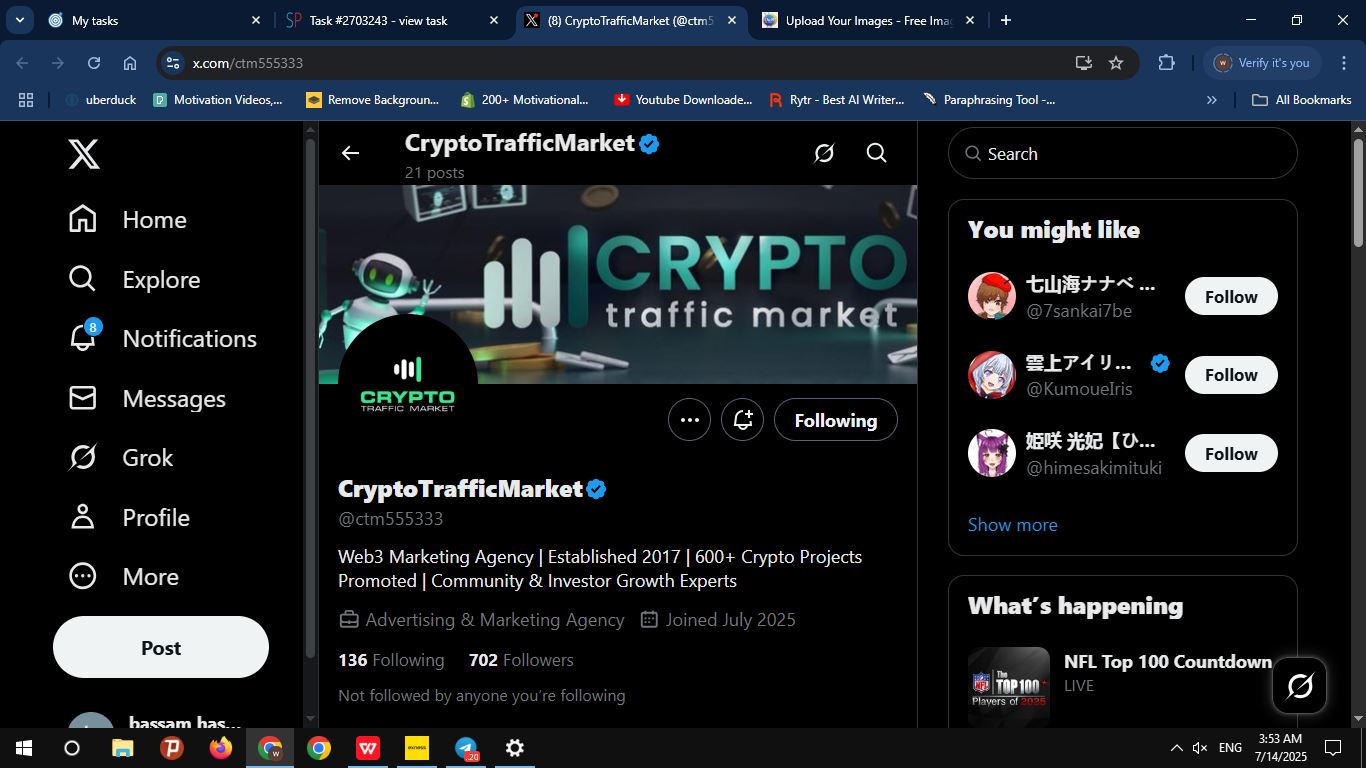 My tasks
Task #2703243 - view task
(8) CryptoTrafficMarket (@ctm5
Upload Your Images - Free Imag
x.com/ctm555333
Verify it's you
uberduck
Motivation Videos,...
Remove Backgroun...
200+ Motivational...
Youtube Downloade...
Rytr - Best AI Writer...
Paraphrasing Tool -...
All Bookmarks
Home
Explore
8
Notifications
Messages
Grok
Profile
More
Post
bassam has...
CryptoTrafficMarket
21 posts
CRYPTO
traffic market
CRYPTO
TRAFFIC MARKET
Following
CryptoTrafficMarket
@ctm555333
Web3 Marketing Agency | Established 2017 | 600+ Crypto Projects
Promoted | Community & Investor Growth Experts
Advertising & Marketing Agency Joined July 2025
136 Following 702 Followers
Not followed by anyone you're following
Search
You might like
七山海ナナベ ...
@7sankai7be
Follow
雲上アイリ...
@KumoueIris
Follow
姫咲 光妃【ひ...
@himesakimituki
Follow
Show more
What's happening
NFL Top 100 Countdown
LIVE
The
TOP100
Players of 2025
exness
20
ENG
3:53 AM
7/14/2025